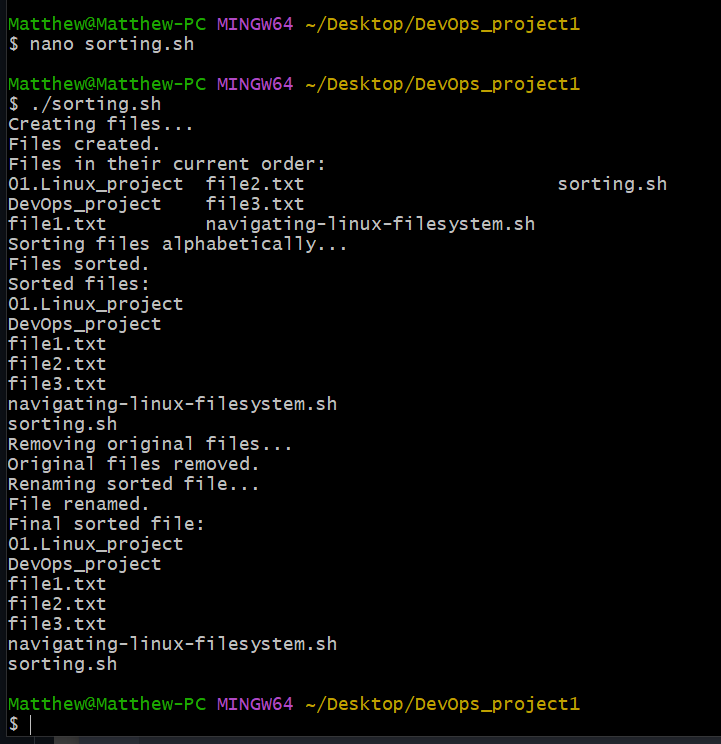 Matthew@Matthew-PC MINGW64 ~/Desktop/DevOps_project1
$ nano sorting.sh
Matthew@Matthew-PC MINGW64 ~/Desktop/DevOps_project1
$ ./sorting.sh
Creating files...
Files created.
Files in their current order:
01.Linux_project  file2.txt                       sorting.sh
DevOps_project    file3.txt
file1.txt         navigating-linux-filesystem.sh
Sorting files alphabetically...
Files sorted.
Sorted files:
01.Linux_project
DevOps_project
file1.txt
file2.txt
file3.txt
navigating-linux-filesystem.sh
sorting.sh
Removing original files...
Original files removed.
Renaming sorted file...
File renamed.
Final sorted file:
01.Linux_project
DevOps_project
file1.txt
file2.txt
file3.txt
navigating-linux-filesystem.sh
sorting.sh
Matthew@Matthew-PC MINGW64 ~/Desktop/DevOps_project1
$